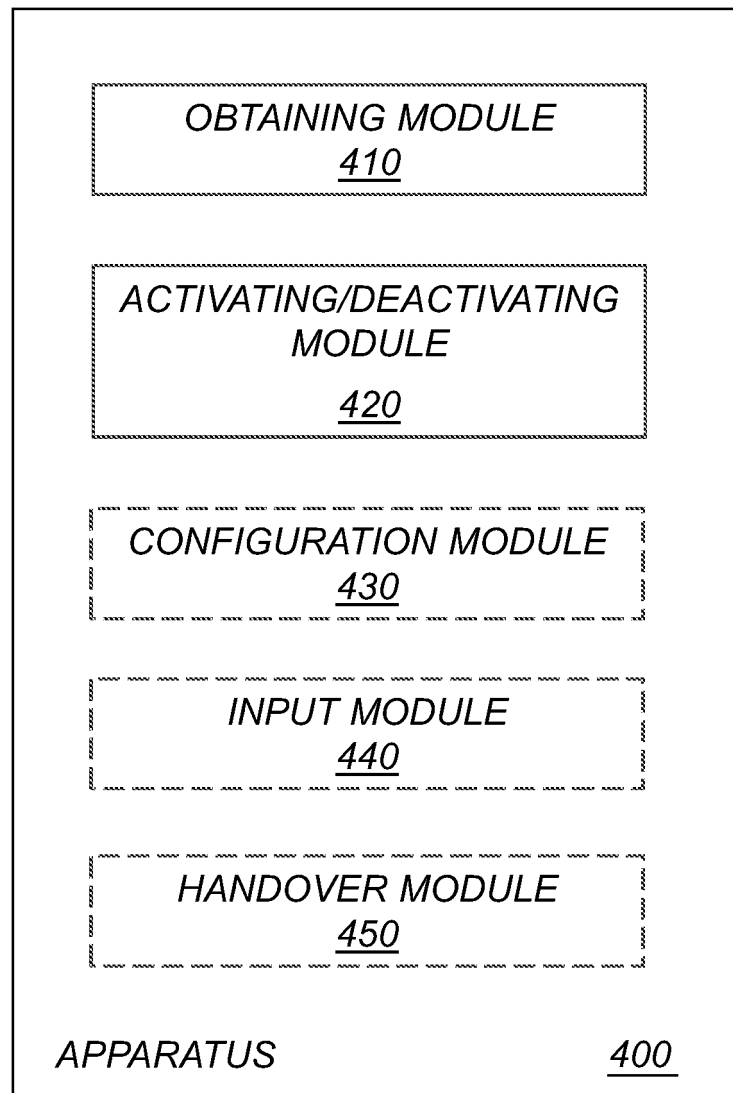 OBTAINING MODULE
410
ACTIVATING/DEACTIVATING
MODULE
420
CONFIGURATION MODULE
430
INPUT MODULE
440
HANDOVER MODULE
450
APPARATUS 400